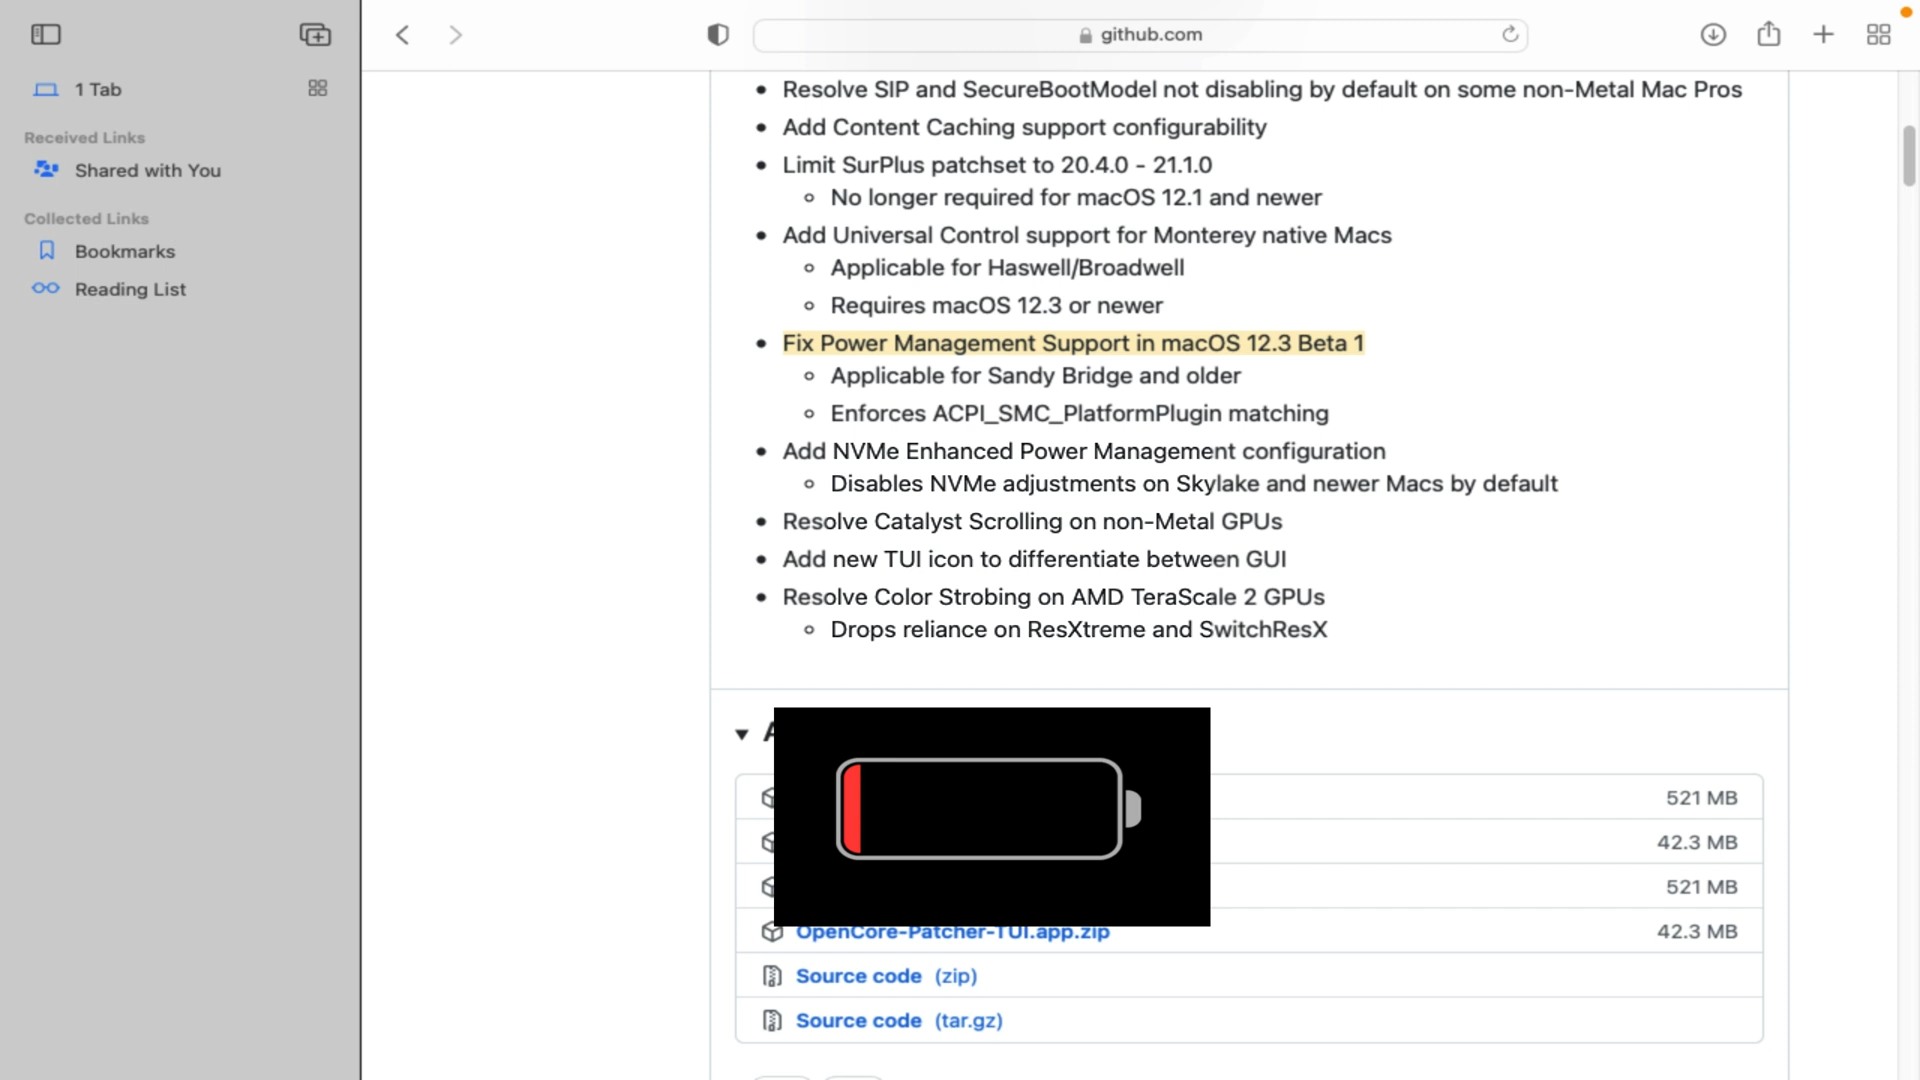 github.com
1 Tab
Received Links
Shared with You
Collected Links
Bookmarks
Reading List
Resolve SIP and SecureBootModel not disabling by default on some non-Metal Mac Pros
Add Content Caching support configurability
Limit SurPlus patchset to 20.4.0 - 21.1.0
No longer required for macOS 12.1 and newer
Add Universal Control support for Monterey native Macs
Applicable for Haswell/Broadwell
Requires macOS 12.3 or newer
Fix Power Management Support in macOS 12.3 Beta 1
Applicable for Sandy Bridge and older
Enforces ACPI_SMC_PlatformPlugin matching
Add NVMe Enhanced Power Management configuration
Disables NVMe adjustments on Skylake and newer Macs by default
Resolve Catalyst Scrolling on non-Metal GPUs
Add new TUI icon to differentiate between GUI
Resolve Color Strobing on AMD TeraScale 2 GPUs
Drops reliance on ResXtreme and SwitchResX
521 MB
42.3 MB
521 MB
OpenCore-Patcher-TUI.app.zip 42.3 MB
Source code (zip)
Source code (tar.gz)